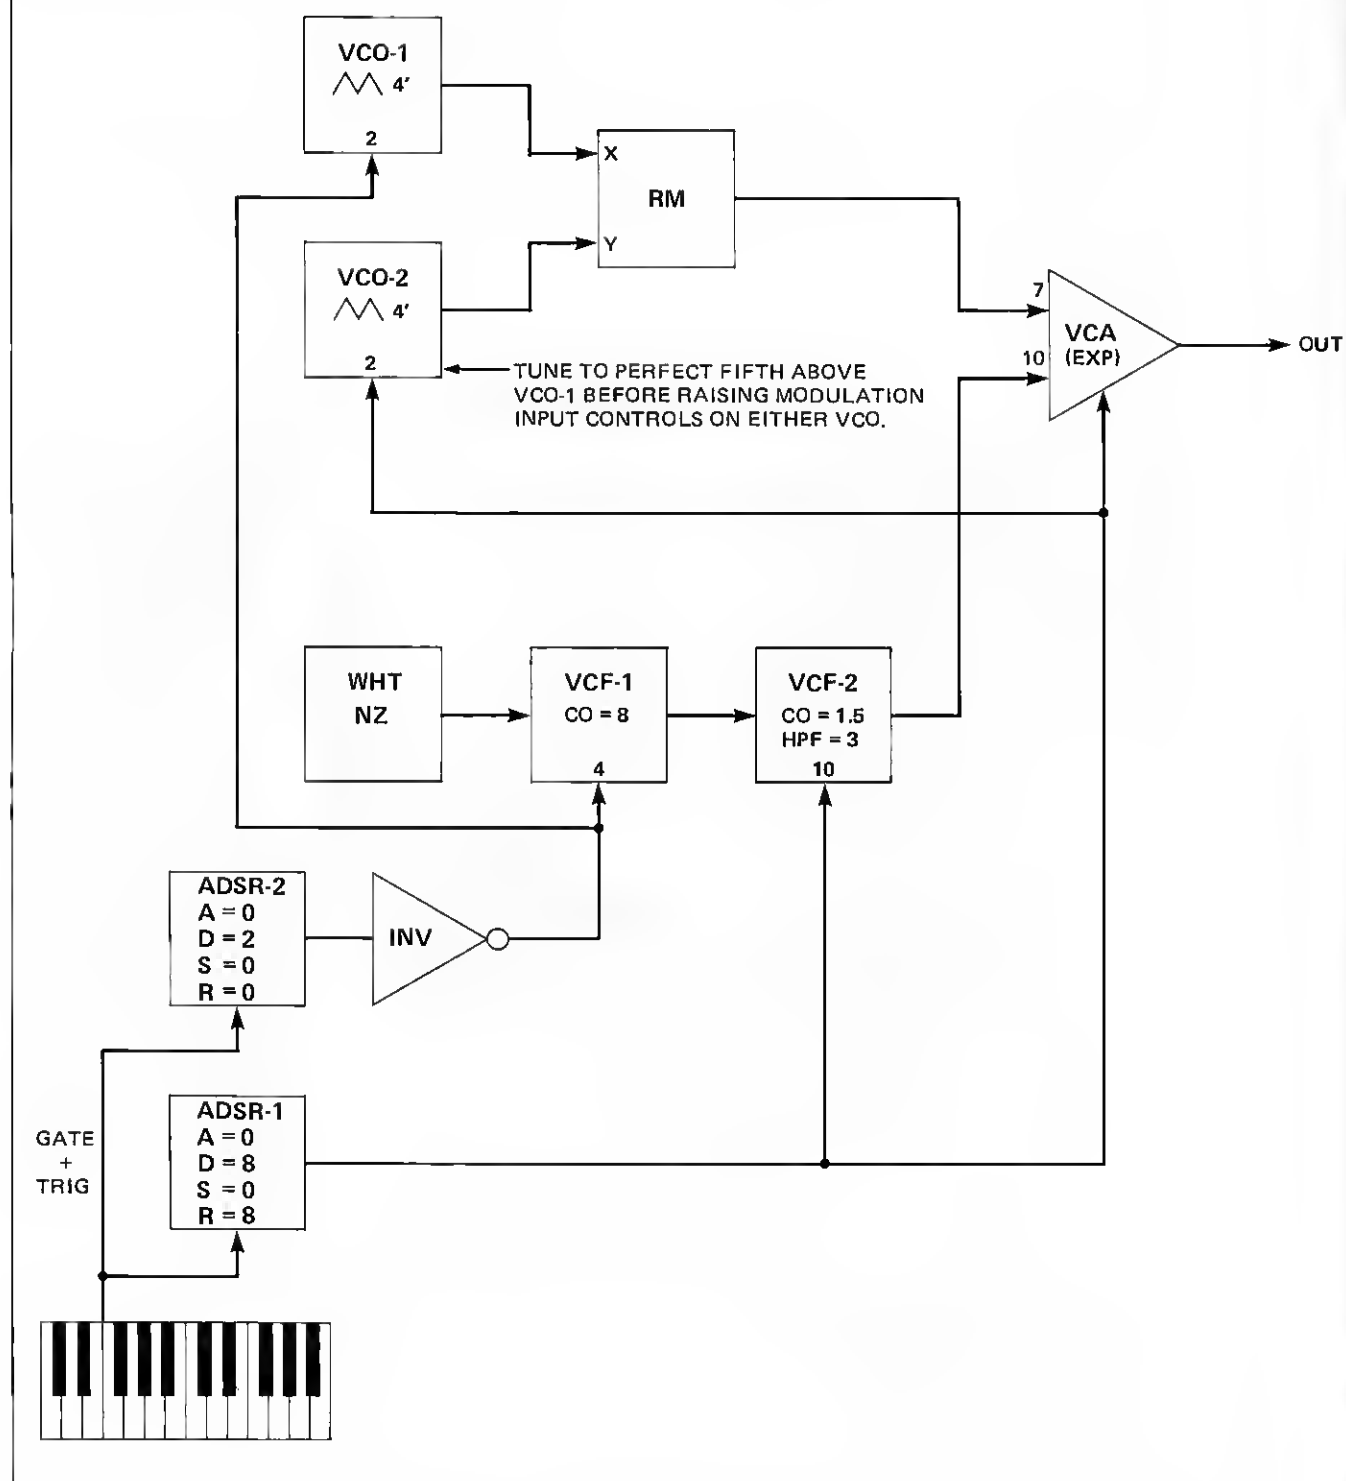 VCO-1
4'
2
X
RM
Y
VCO-2
4'
2
TUNE TO PERFECT FIFTH ABOVE
VCO-1 BEFORE RAISING MODULATION
INPUT CONTROLS ON EITHER VCO.
7
10
VCA
(EXP)
OUT
WHT
NZ
VCF-1
CO = 8
4
VCF-2
CO = 1.5
HPF = 3
10
ADSR-2
A = 0
D = 2
S = 0
R = 0
INV
ADSR-1
A = 0
D = 8
S = 0
R = 8
GATE
+
TRIG